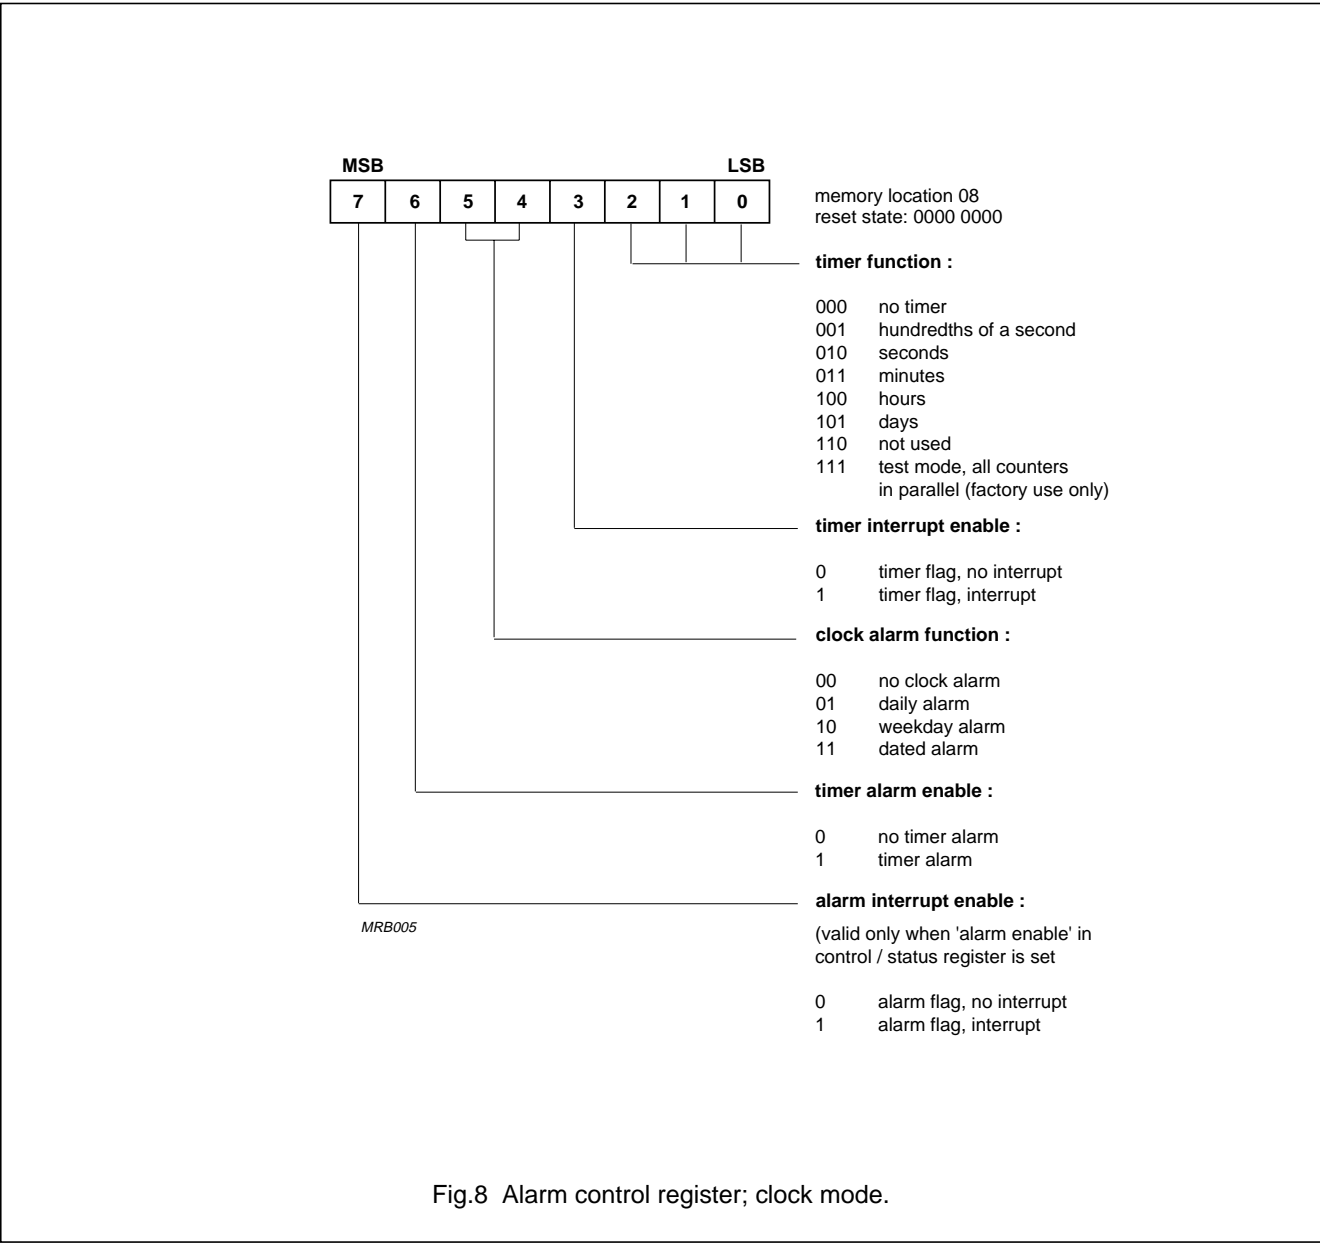 MSB LSB
7 6 5 4 3 2 1 0
memory location 08
reset state: 0000 0000
timer function :
000 no timer
001 hundredths of a second
010 seconds
011 minutes
100 hours
101 days
110 not used
111 test mode, all counters
in parallel (factory use only)
timer interrupt enable :
0 timer flag, no interrupt
1 timer flag, interrupt
clock alarm function :
00 no clock alarm
01 daily alarm
10 weekday alarm
11 dated alarm
timer alarm enable :
0 no timer alarm
1 timer alarm
alarm interrupt enable :
(valid only when 'alarm enable' in
control / status register is set
0 alarm flag, no interrupt
1 alarm flag, interrupt
MRB005
Fig.8 Alarm control register; clock mode.